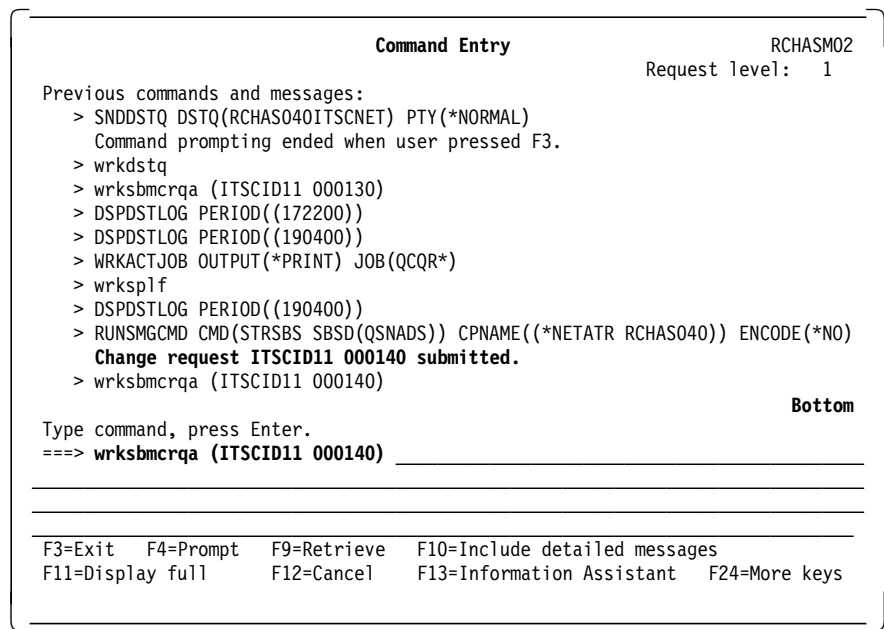 Command Entry RCHASM02
Request level: 1
Previous commands and messages:
> SNDDSTQ DSTQ(RCHAS040ITSCNET) PTY(*NORMAL)
Command prompting ended when user pressed F3.
> wrkdstq
> wrksbmcrqa (ITSCID11 000130)
> DSPDSTLOG PERIOD((172200))
> DSPDSTLOG PERIOD((190400))
> WRKACTJOB OUTPUT(*PRINT) JOB(QCQR*)
> wrksplf
> DSPDSTLOG PERIOD((190400))
> RUNSMGCMD CMD(STRSBS SBSD(QSNADS)) CPNAME((*NETATR RCHAS040)) ENCODE(*NO)
Change request ITSCID11 000140 submitted.
> wrksbmcrqa (ITSCID11 000140)
Bottom
Type command, press Enter.
===> wrksbmcrqa (ITSCID11 000140)
F3=Exit F4=Prompt F9=Retrieve F10=Include detailed messages
F11=Display full F12=Cancel F13=Information Assistant F24=More keys